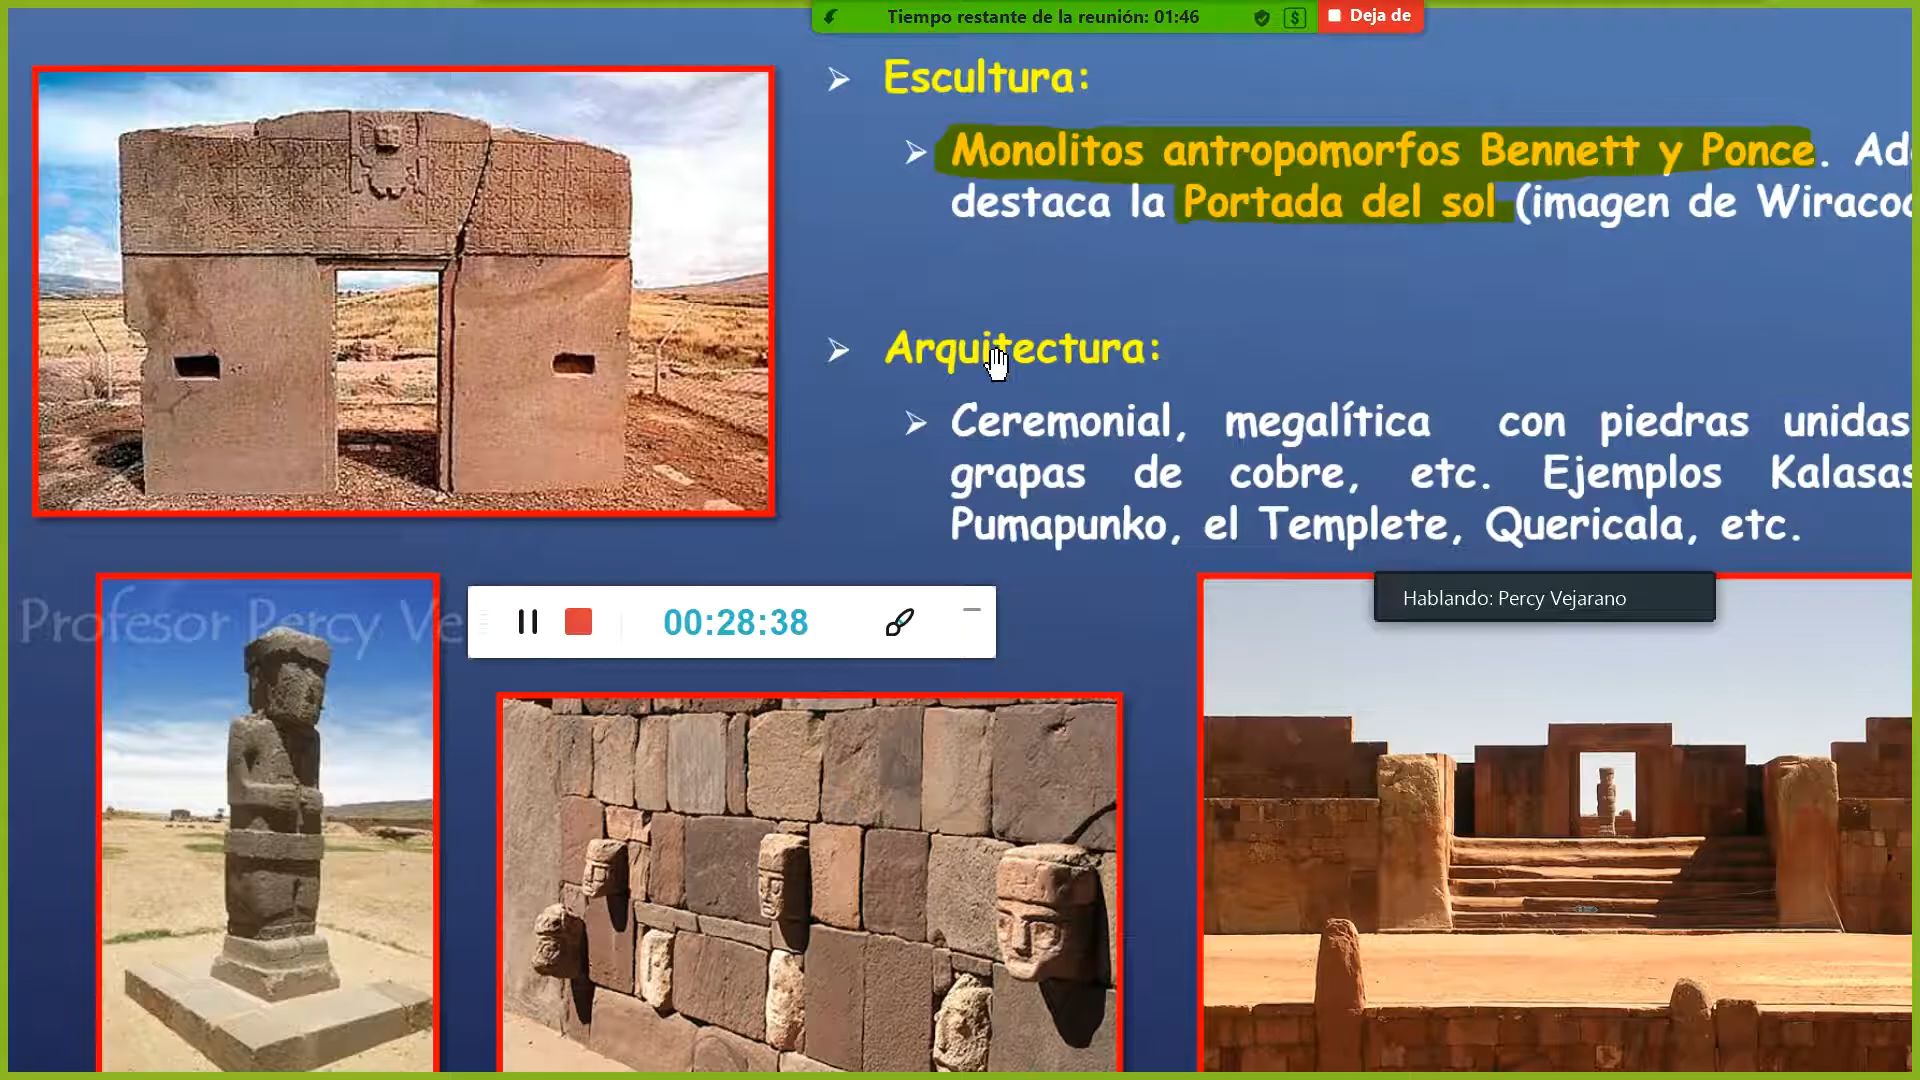 Tiempo restante de la reunión: 01:46
Deja de
Escultura:
Monolitos antropomorfos Bennett y Ponce. Ad
destaca la Portada del sol (imagen de Wiracoc
Arquitectura:
Ceremonial, megalítica con piedras unidas
grapas de cobre, etc. Ejemplos Kalasas
Pumapunko, el Templete, Quericala, etc.
Hablando: Percy Vejarano
Profesor Percy Ve
00:28:38